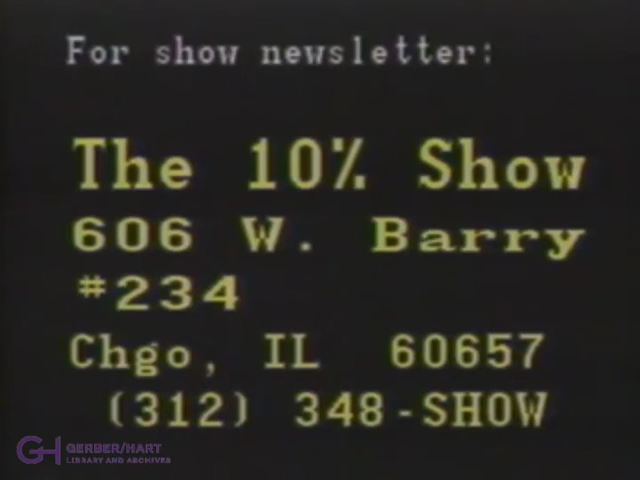 For show newsletter:
The 10% Show
606 W. Barry
#234
Chgo, IL 60657
(312) 348-SHOW
GH GERBER/HART
LIBRARY AND ARCHIVES